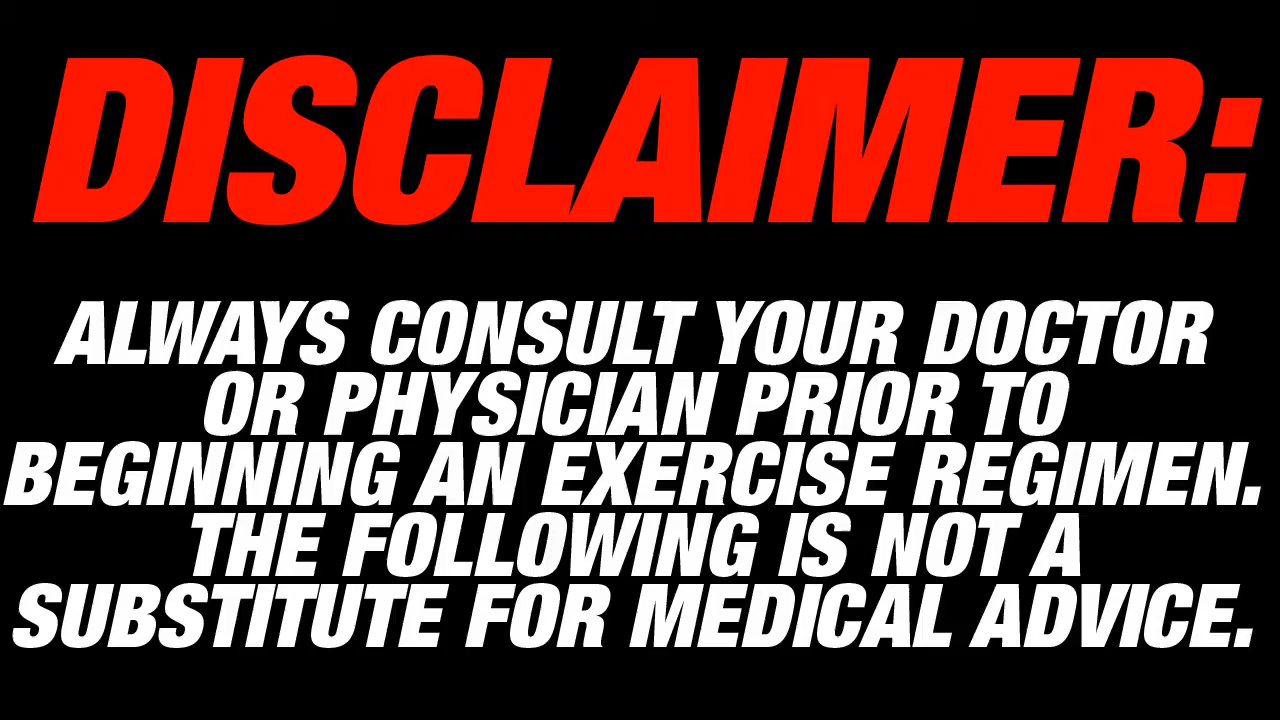 DISCLAIMER:
ALWAYS CONSULT YOUR DOCTOR
OR PHYSICIAN PRIOR TO
BEGINNING AN EXERCISE REGIMEN.
THE FOLLOWING IS NOT A
SUBSTITUTE FOR MEDICAL ADVICE.